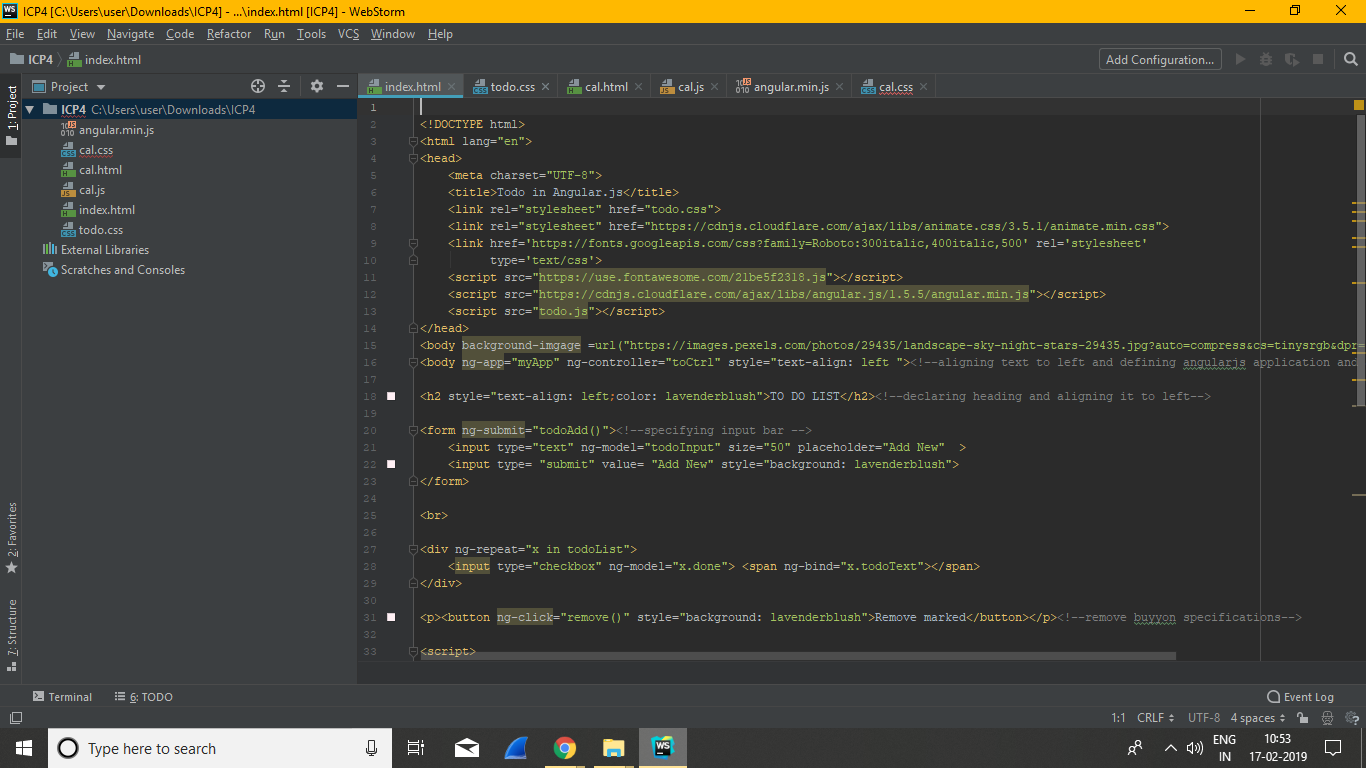 ICP4 [C:\Users\user\Downloads\ICP4] - ...\index.html [ICP4] - WebStorm
File Edit View Navigate Code Refactor Run Tools VCS Window Help
ICP4 index.html Add Configuration...
Project
index.html todo.css cal.html cal.js angular.min.js cal.css
1: Project
2: Favorites
7: Structure
ICP4 C:\Users\user\Downloads\ICP4
angular.min.js
cal.css
cal.html
cal.js
index.html
todo.css
External Libraries
Scratches and Consoles
1
2 <!DOCTYPE html>
3 <html lang="en">
4 <head>
5 <meta charset="UTF-8">
6 <title>Todo in Angular.js</title>
7 <link rel="stylesheet" href="todo.css">
8 <link rel="stylesheet" href="https://cdnjs.cloudflare.com/ajax/libs/animate.css/3.5.1/animate.min.css">
9 <link href='https://fonts.googleapis.com/css?family=Roboto:300italic,400italic,500' rel='stylesheet'
10 type='text/css'>
11 <script src="https://use.fontawesome.com/21be5f2318.js"></script>
12 <script src="https://cdnjs.cloudflare.com/ajax/libs/angular.js/1.5.5/angular.min.js"></script>
13 <script src="todo.js"></script>
14 </head>
15 <body background-imgage =url("https://images.pexels.com/photos/29435/landscape-sky-night-stars-29435.jpg?auto=compress&cs=tinysrgb&dpr=
16 <body ng-app="myApp" ng-controller="toCtrl" style="text-align: left "><!--aligning text to left and defining angularjs application and
17
18 <h2 style="text-align: left;color: lavenderblush">TO DO LIST</h2><!--declaring heading and aligning it to left-->
19
20 <form ng-submit="todoAdd()"><!--specifying input bar -->
21 <input type="text" ng-model="todoInput" size="50" placeholder="Add New" >
22 <input type= "submit" value= "Add New" style="background: lavenderblush">
23 </form>
24
25 <br>
26
27 <div ng-repeat="x in todoList">
28 <input type="checkbox" ng-model="x.done"> <span ng-bind="x.todoText"></span>
29 </div>
30
31 <p><button ng-click="remove()" style="background: lavenderblush">Remove marked</button></p><!--remove buyyon specifications-->
32
33 <script>
Terminal 6: TODO Event Log
1:1 CRLF UTF-8 4 spaces
Type here to search
ENG
IN
10:53
17-02-2019